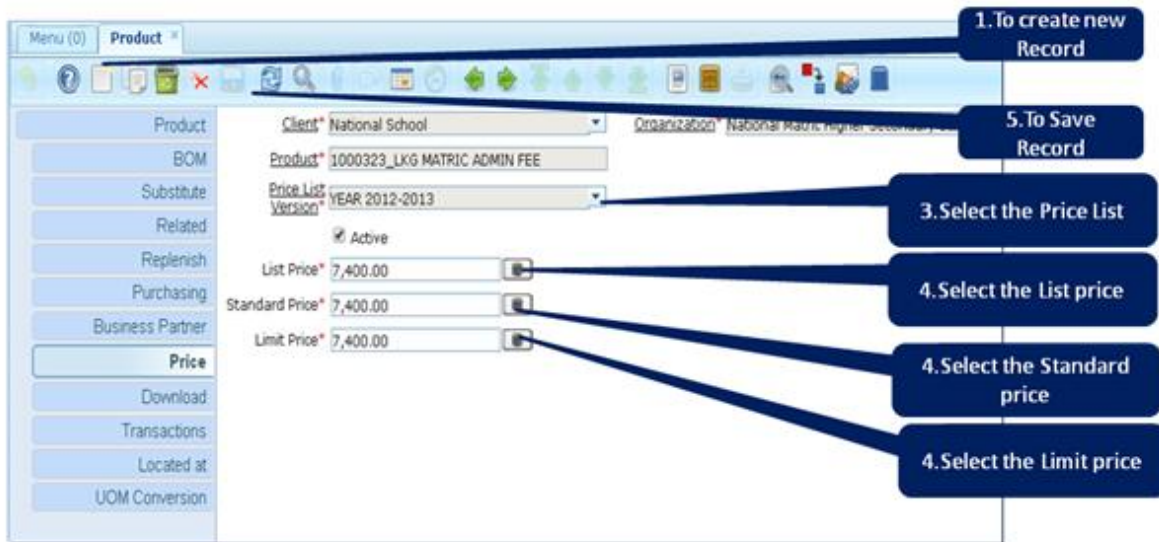 Menu (0) Product
1.To create new
Record
5.To Save
Record
Product
BOM
Substitute
Related
Replenish
Purchasing
Business Partner
Price
Download
Transactions
Located at
UOM Conversion
Client* National School Organization* National Matric Higher
Product* 1000323_LKG MATRIC ADMIN FEE
Price List
Version* YEAR 2012-2013
Active
List Price* 7,400.00
Standard Price* 7,400.00
Limit Price* 7,400.00
3.Select the Price List
4.Select the List price
4.Select the Standard
price
4.Select the Limit price